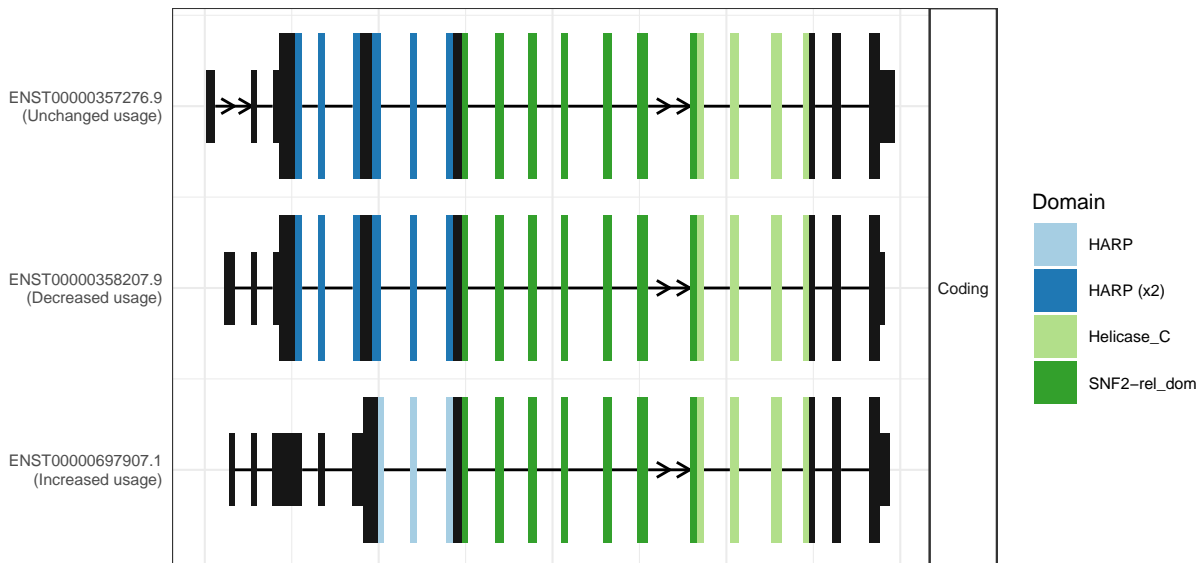 ENST00000357276.9
(Unchanged usage)
ENST00000358207.9
(Decreased usage)
ENST00000697907.1
(Increased usage)
Coding
Domain
HARP
HARP (x2)
Helicase_C
SNF2−rel_dom